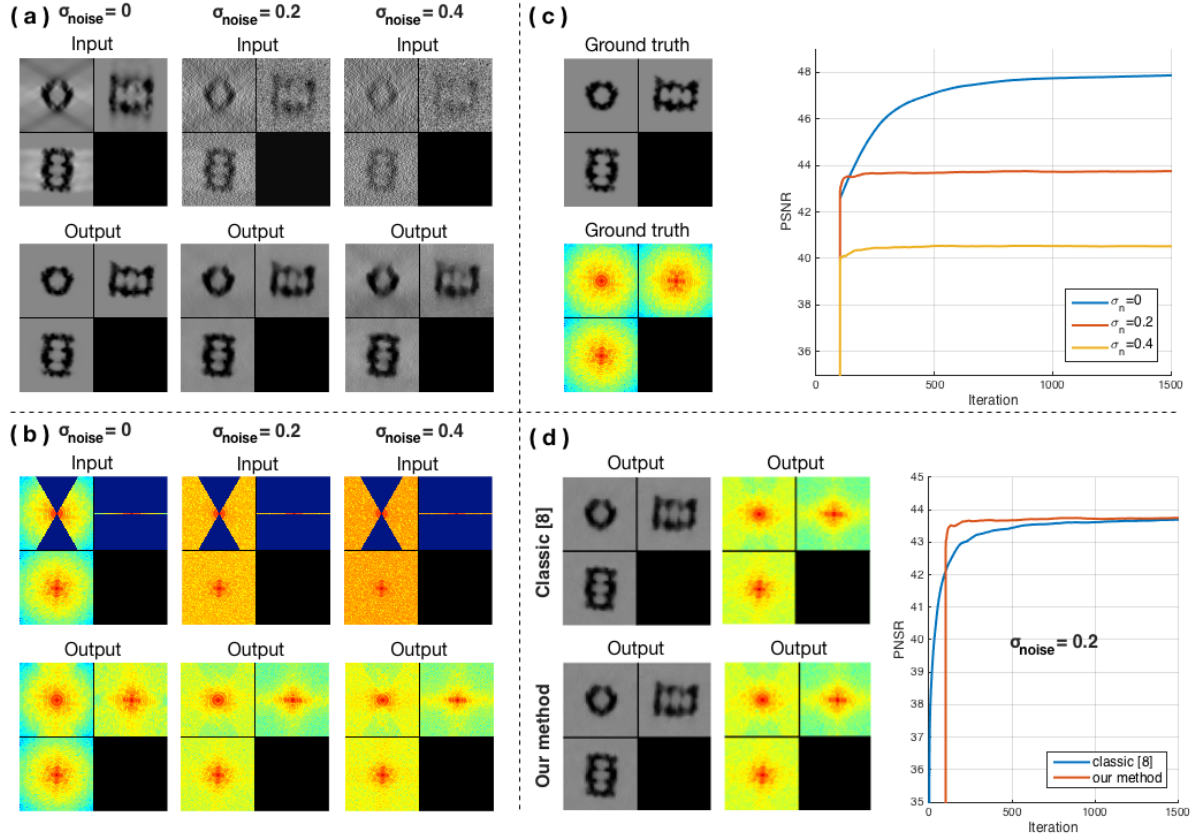 (a)
σnoise = 0
σnoise = 0.2
σnoise = 0.4
Input
Input
Input
Output
Output
Output
(b)
σnoise = 0
σnoise = 0.2
σnoise = 0.4
Input
Input
Input
Output
Output
Output
(c)
Ground truth
Ground truth
PSNR
48
46
44
42
40
38
36
0
500
1000
1500
Iteration
σn=0
σn=0.2
σn=0.4
(d)
Output
Output
Classic [8]
Output
Output
Our method
PNSR
45
44
43
42
41
40
39
38
37
36
35
0
500
1000
1500
Iteration
σnoise = 0.2
classic [8]
our method